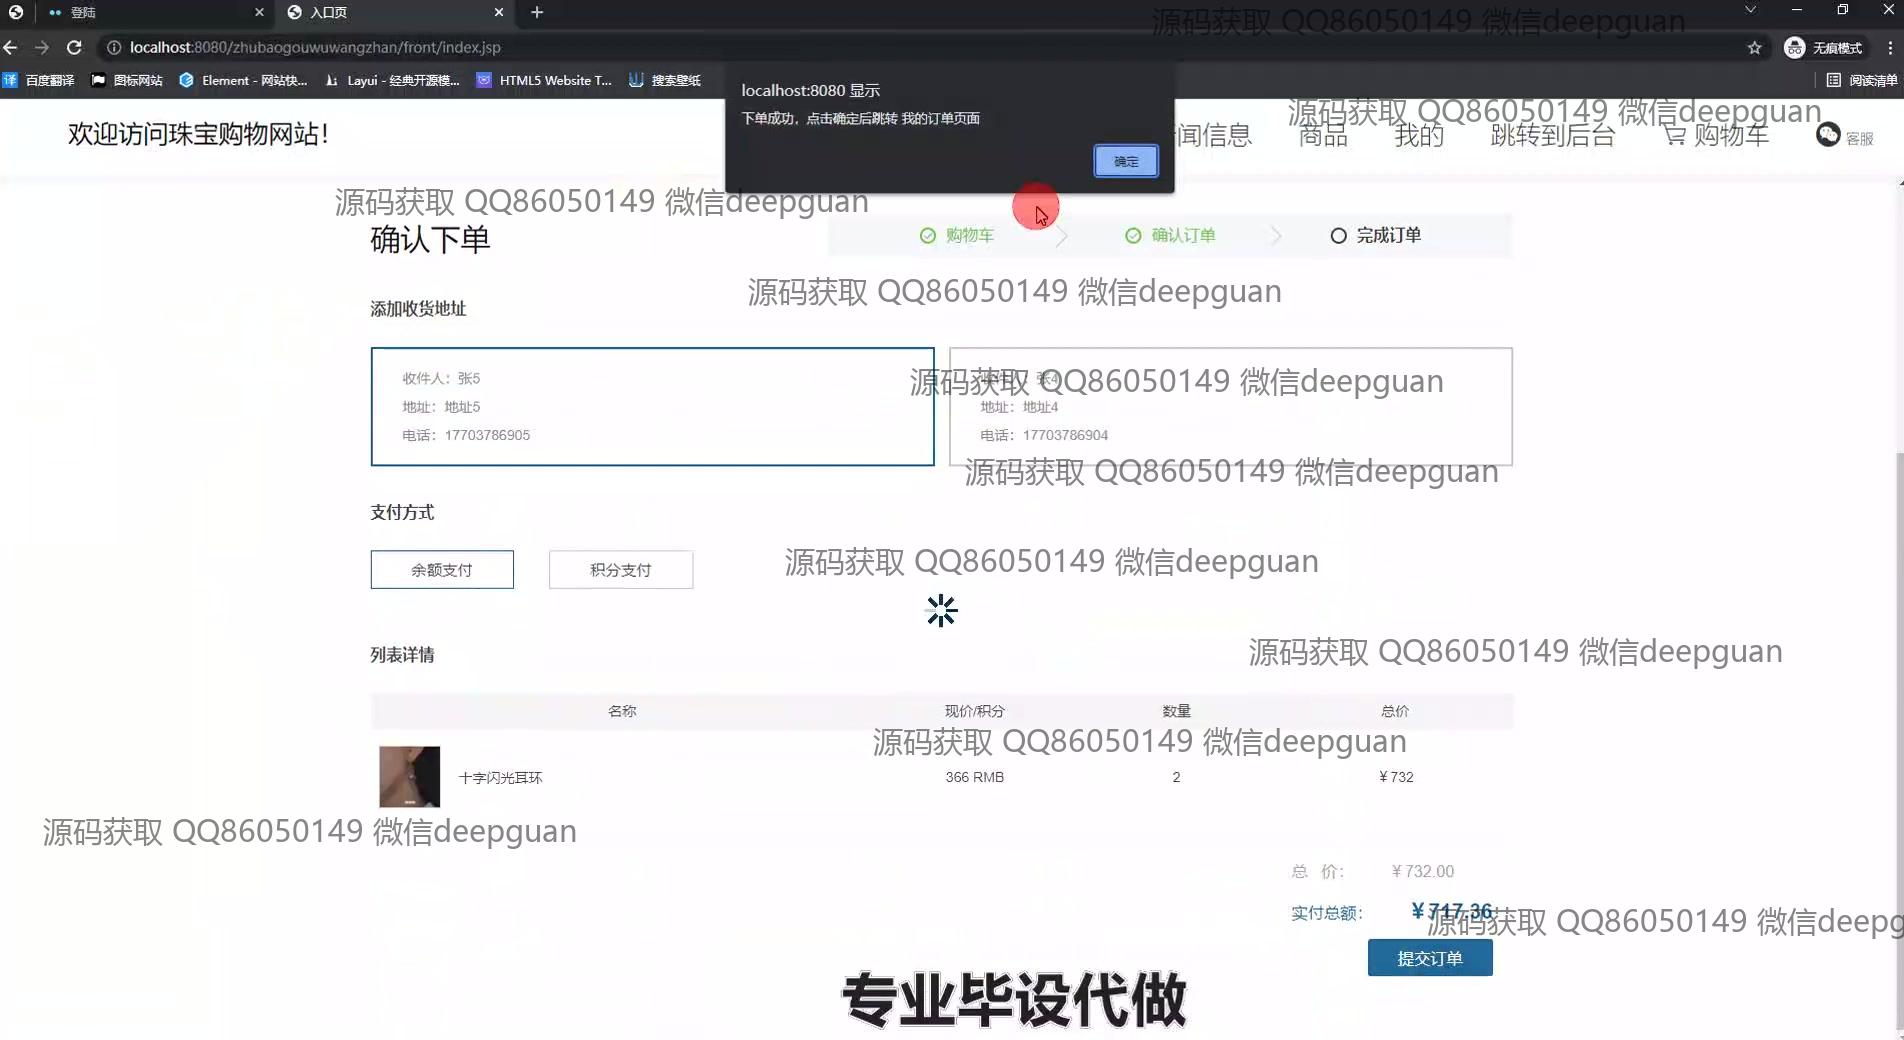 登陆
入口页
源码获取 QQ86050149 微信deepguan
localhost:8080/zhubaogouwuwangzhan/front/index.jsp
无痕模式
百度翻译
图标网站
Element - 网站快...
Layui - 经典开源模...
HTML5 Website T...
搜索壁纸
阅读清单
localhost:8080 显示
下单成功，点击确定后跳转 我的订单页面
确定
源码获取 QQ86050149 微信deepguan
欢迎访问珠宝购物网站！
闻信息
商品
我的
跳转到后台
购物车
客服
源码获取 QQ86050149 微信deepguan
确认下单
购物车
确认订单
完成订单
源码获取 QQ86050149 微信deepguan
添加收货地址
收件人：张5
地址：地址5
电话：17703786905
收件人：张4
地址：地址4
电话：17703786904
源码获取 QQ86050149 微信deepguan
源码获取 QQ86050149 微信deepguan
支付方式
余额支付
积分支付
源码获取 QQ86050149 微信deepguan
列表详情
源码获取 QQ86050149 微信deepguan
名称
现价/积分
数量
总价
源码获取 QQ86050149 微信deepguan
十字闪光耳环
366 RMB
2
¥ 732
源码获取 QQ86050149 微信deepguan
总 价：
¥ 732.00
实付总额：
¥ 717.36
源码获取 QQ86050149 微信deepg
提交订单
专业毕设代做